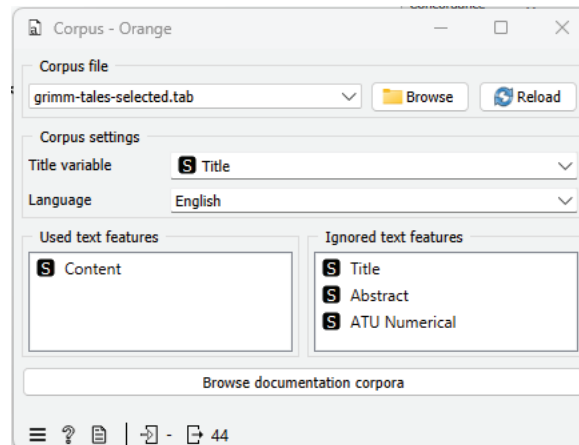 Corpus - Orange
Corpus file
grimm-tales-selected.tab
Browse
Reload
Corpus settings
Title variable
S Title
Language
English
Used text features
Ignored text features
S Content
S Title
S Abstract
S ATU Numerical
Browse documentation corpora
? - 44